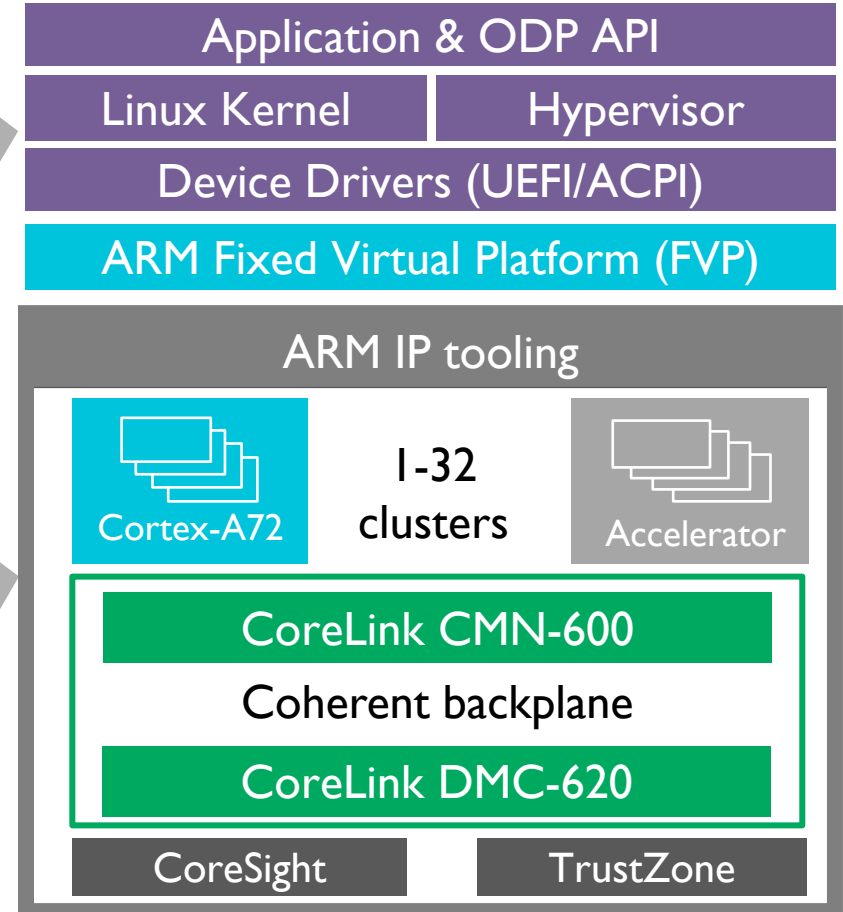 Application & ODP API
Linux Kernel
Hypervisor
Device Drivers (UEFI/ACPI)
ARM Fixed Virtual Platform (FVP)
ARM IP tooling
Cortex-A72
1-32
clusters
Accelerator
CoreLink CMN-600
Coherent backplane
CoreLink DMC-620
CoreSight
TrustZone